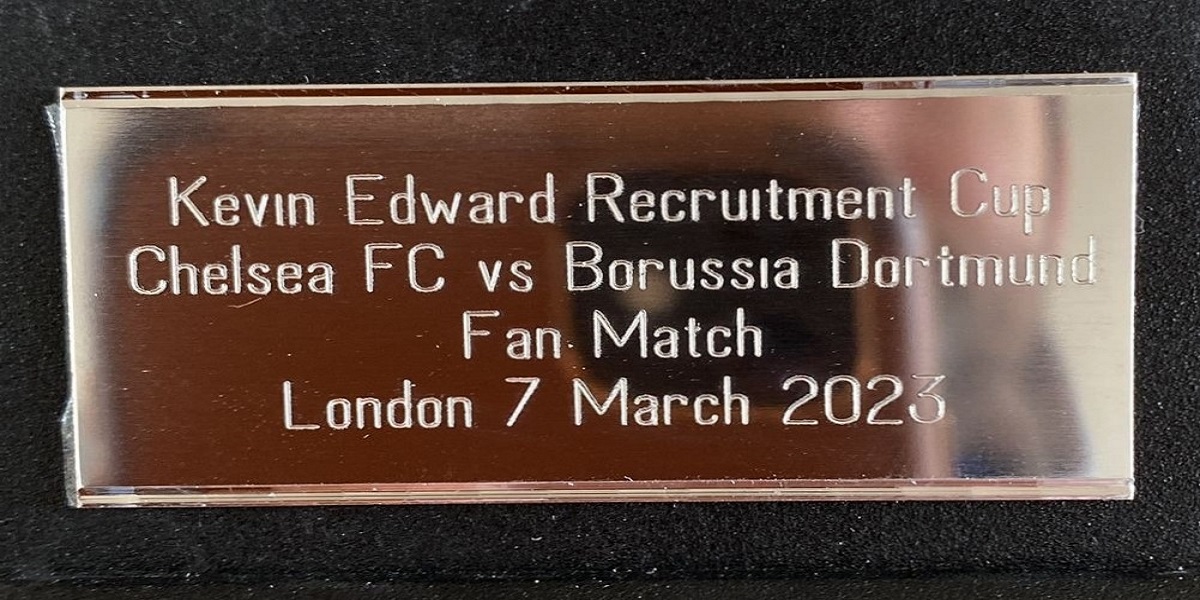 Kevin Edward Recruitment Cup
Chelsea FC vs Borussia Dortmund
Fan Match
London 7 March 2023